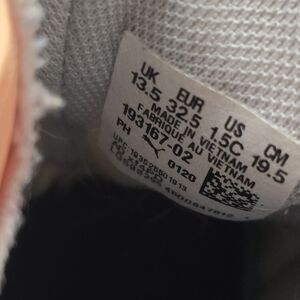 UK EUR US CM
13.5 32.5 1.5C 19.5
MADE IN VIETNAM
FABRIQUE AU VIETNAM
193167-02
PH 0120